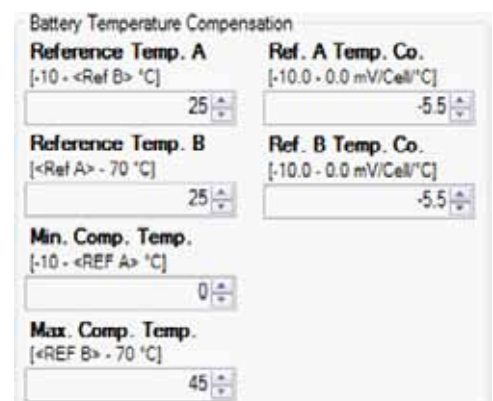 Battery Temperature Compensation
Reference Temp. A
[-10 - <Ref B> °C]
25
Ref. A Temp. Co.
[-10.0 - 0.0 mV/Cell/°C]
-5.5
Reference Temp. B
[<Ref A> - 70 °C]
25
Ref. B Temp. Co.
[-10.0 - 0.0 mV/Cell/°C]
-5.5
Min. Comp. Temp.
[-10 - <REF A> °C]
0
Max. Comp. Temp.
[<REF B> - 70 °C]
45